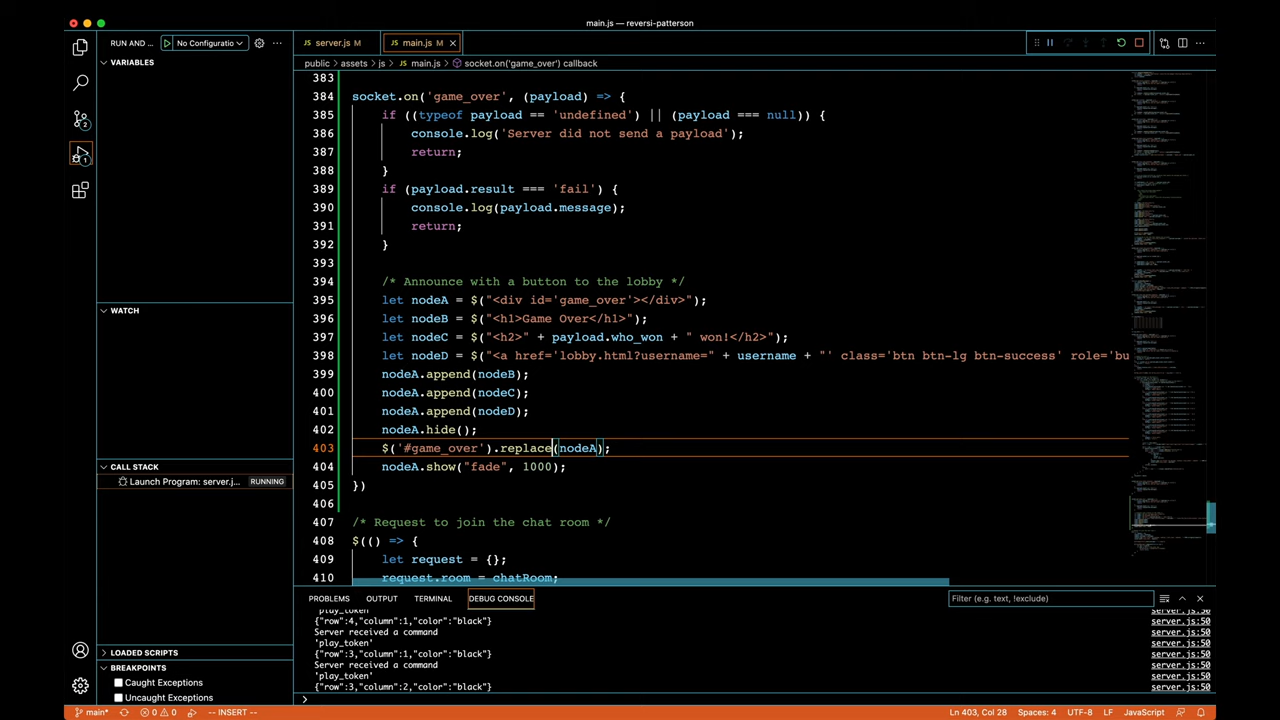 main.js — reversi-patterson
RUN AND ... No Configuratio
server.js M
main.js M
public > assets > js > main.js > socket.on('game_over') callback
VARIABLES
WATCH
CALL STACK
Launch Program: server.j... RUNNING
LOADED SCRIPTS
BREAKPOINTS
Caught Exceptions
Uncaught Exceptions
383
384 socket.on('game_over', (payload) => {
385 if ((typeof payload == 'undefined') || (payload === null)) {
386 console.log('Server did not send a payload');
387 return;
388 }
389 if (payload.result === 'fail') {
390 console.log(payload.message);
391 return;
392 }
393
394 /* Announce with a button to the lobby */
395 let nodeA = $("<div id='game_over'></div>");
396 let nodeB = $("<h1>Game Over</h1>");
397 let nodeC = $("<h2>" + payload.who_won + " won!</h2>");
398 let nodeD = $("<a href='lobby.html?username=" + username + "' class='btn btn-lg btn-success' role='bu
399 nodeA.append(nodeB);
400 nodeA.append(nodeC);
401 nodeA.append(nodeD);
402 nodeA.hide();
403 $('#game_over').replace(nodeA);
404 nodeA.show("fade", 1000);
405 })
406
407 /* Request to join the chat room */
408 $(() => {
409 let request = {};
410 request.room = chatRoom;
PROBLEMS OUTPUT TERMINAL DEBUG CONSOLE
Filter (e.g. text, !exclude)
'play_token' server.js:50
{"row":4,"column":1,"color":"black"} server.js:50
Server received a command server.js:50
'play_token' server.js:50
{"row":3,"column":1,"color":"black"} server.js:50
Server received a command server.js:50
'play_token' server.js:50
{"row":3,"column":2,"color":"black"} server.js:50
main* 0 0 -- INSERT -- Ln 403, Col 28 Spaces: 4 UTF-8 LF JavaScript